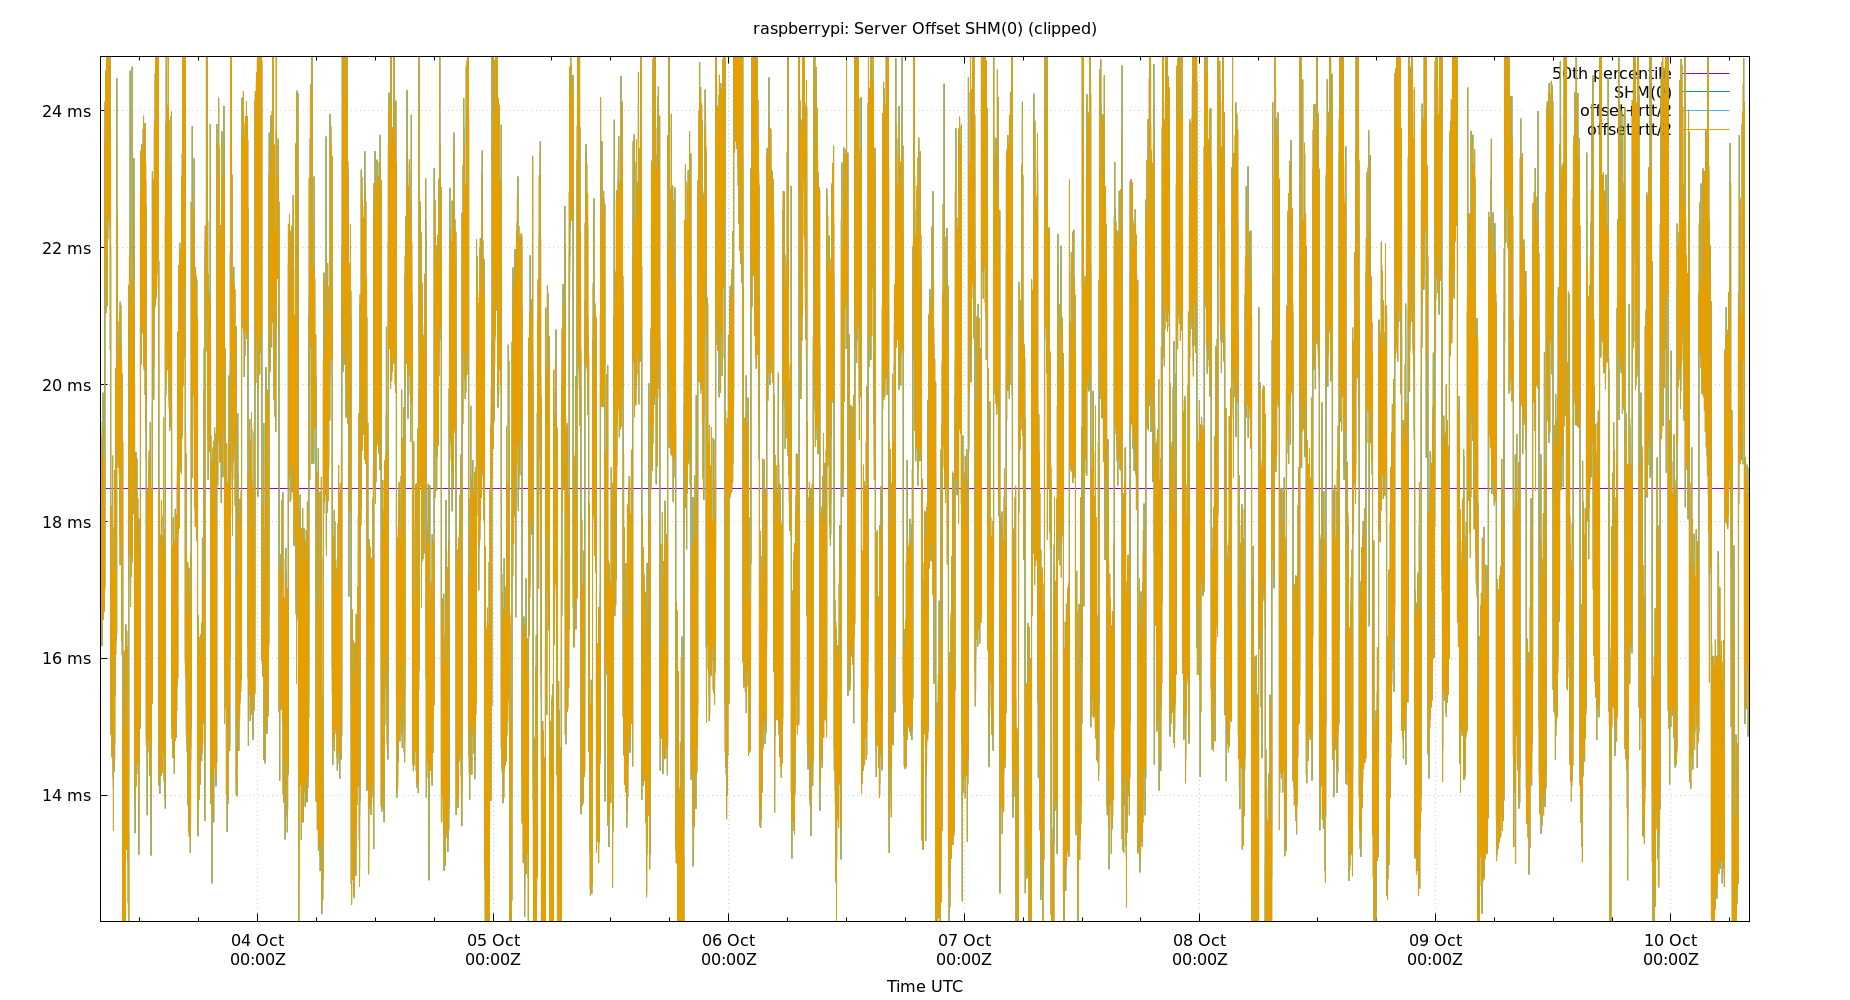 raspberrypi: Server Offset SHM(0) (clipped)
50th percentile
SHM(0)
offset+rtt/2
offset-rtt/2
24 ms
22 ms
20 ms
18 ms
16 ms
14 ms
04 Oct
00:00Z
05 Oct
00:00Z
06 Oct
00:00Z
07 Oct
00:00Z
08 Oct
00:00Z
09 Oct
00:00Z
10 Oct
00:00Z
Time UTC